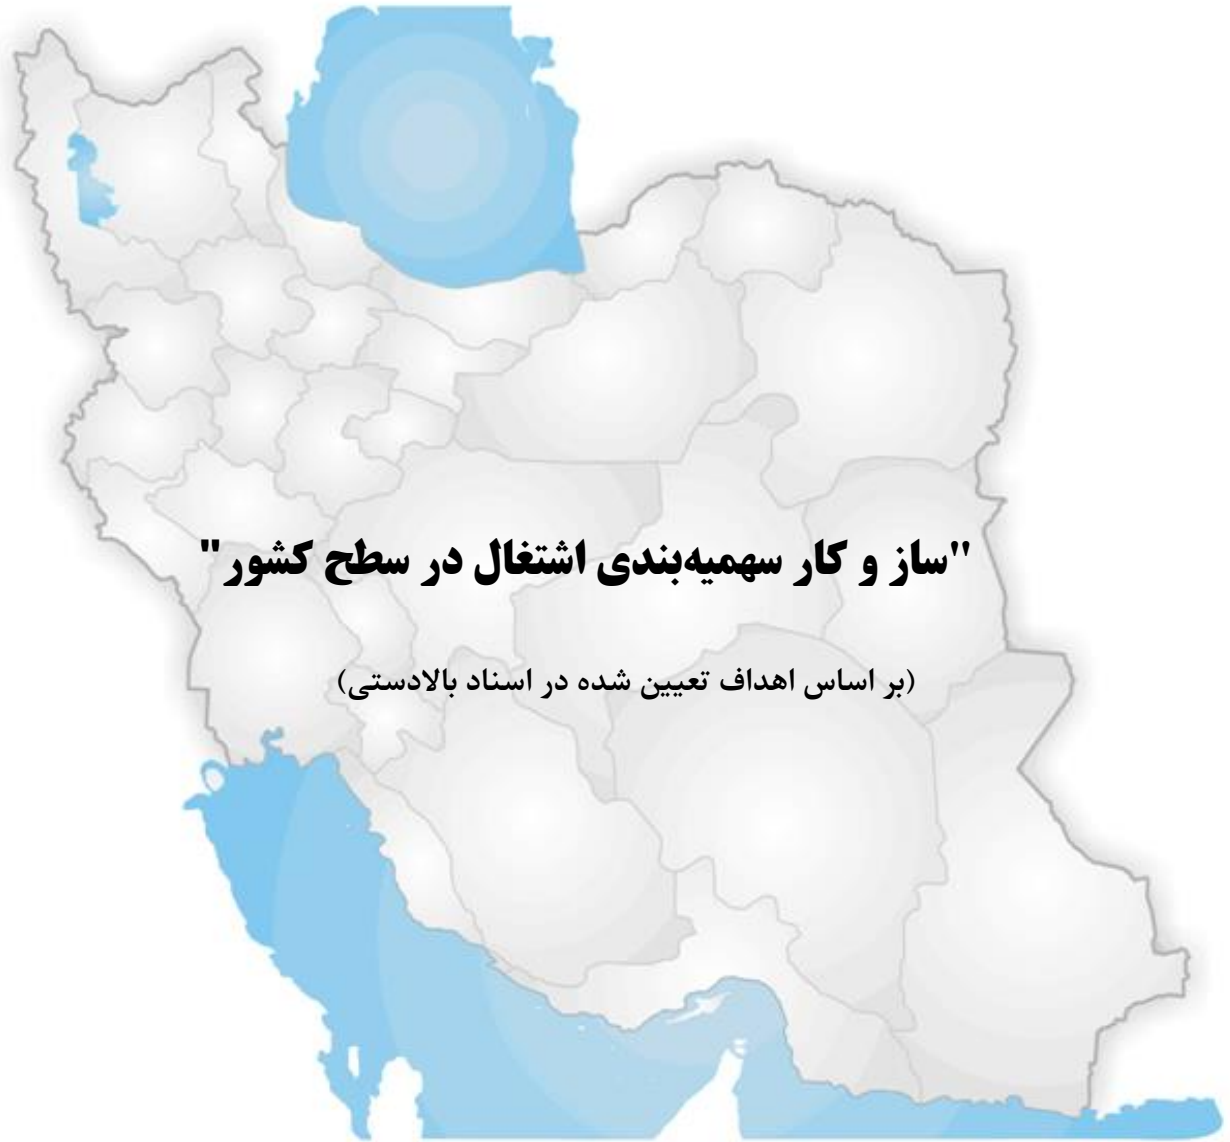 "ساز و کار سهمیه‌بندی اشتغال در سطح کشور"
(بر اساس اهداف تعیین شده در اسناد بالادستی)